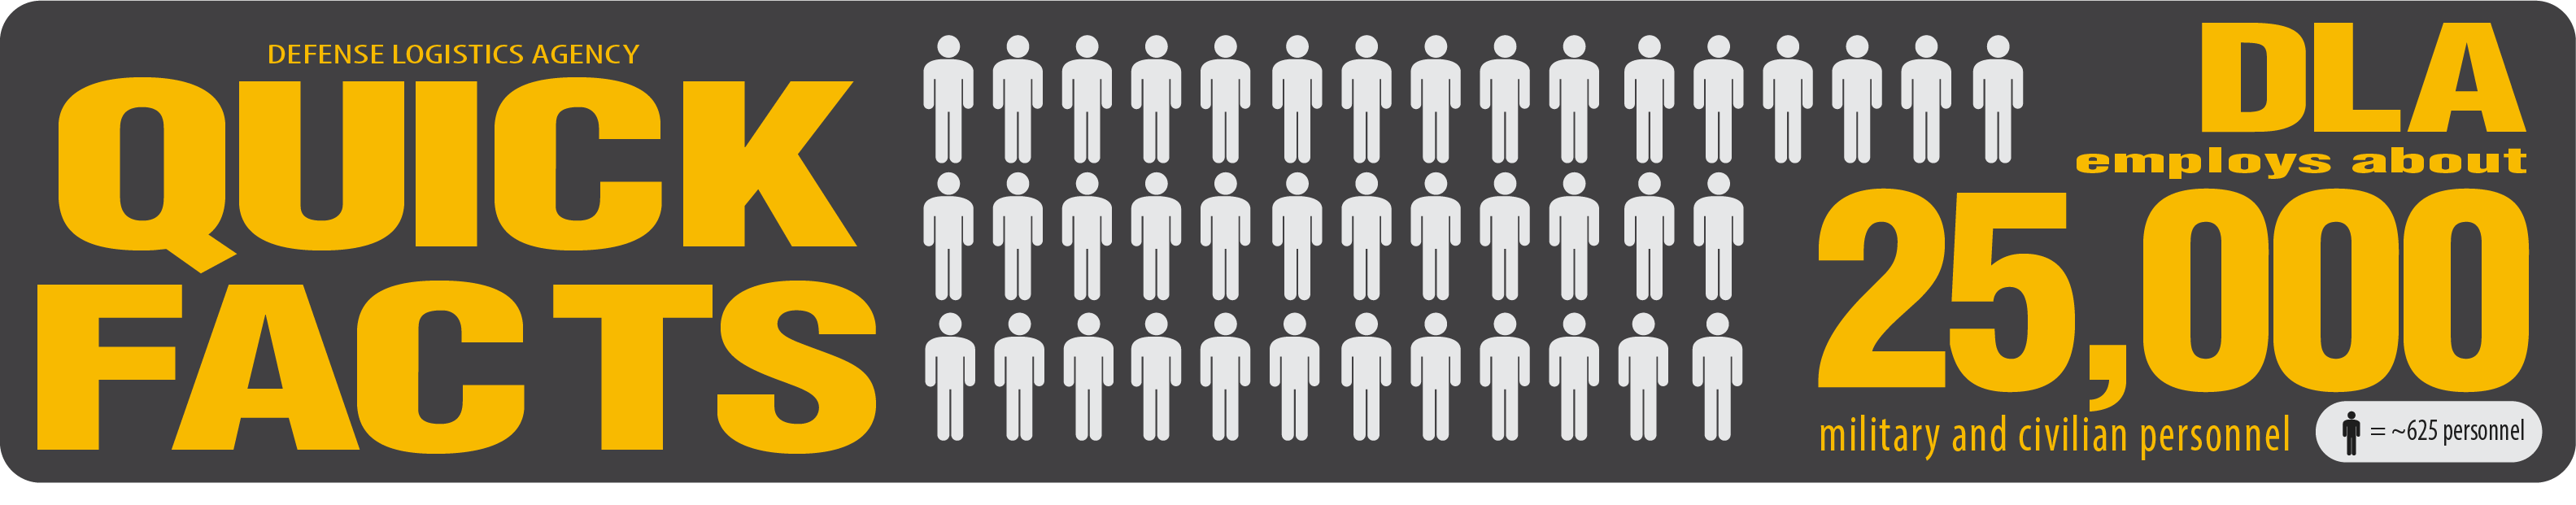 DEFENSE LOGISTICS AGENCY
QUICK
FACTS
DLA
employs about
25,000
military and civilian personnel
= ~625 personnel